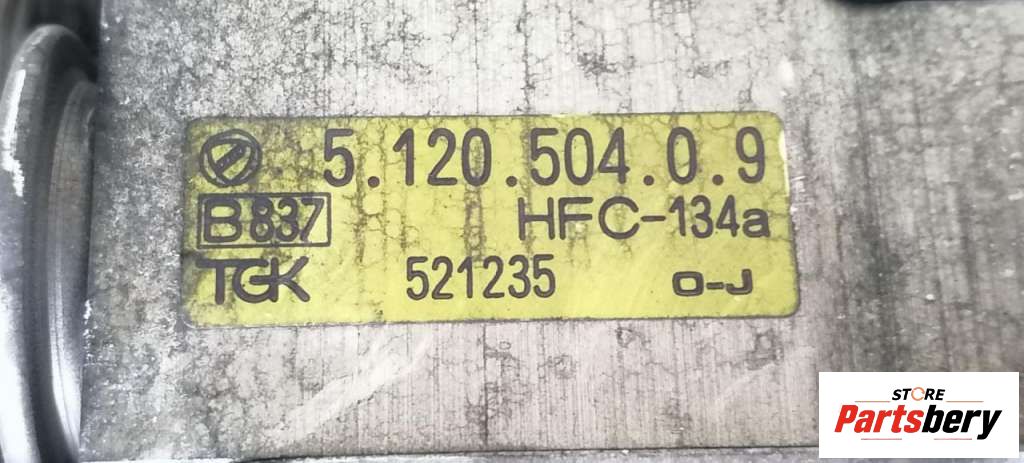 5.120.504.0.9
B837 HFC-134a
TGK 521235 O-J
STORE
Partsbery